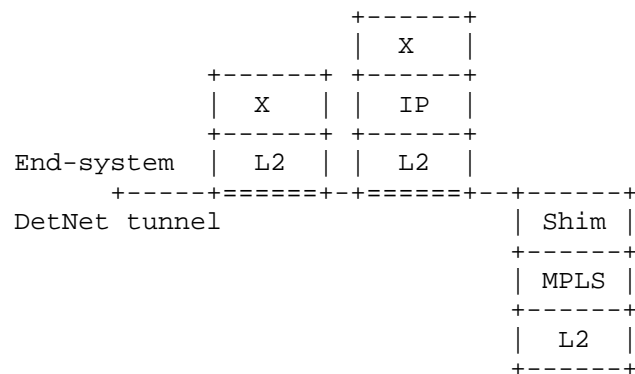 +------+
                      |  X   |
            +------+  +------+
            |  X   |  |  IP  |
            +------+  +------+
End-system  |  L2  |  |  L2  |
      +-----+======+-+======+--+------+
DetNet tunnel                  | Shim |
                               +------+
                               | MPLS |
                               +------+
                               |  L2  |
                               +------+